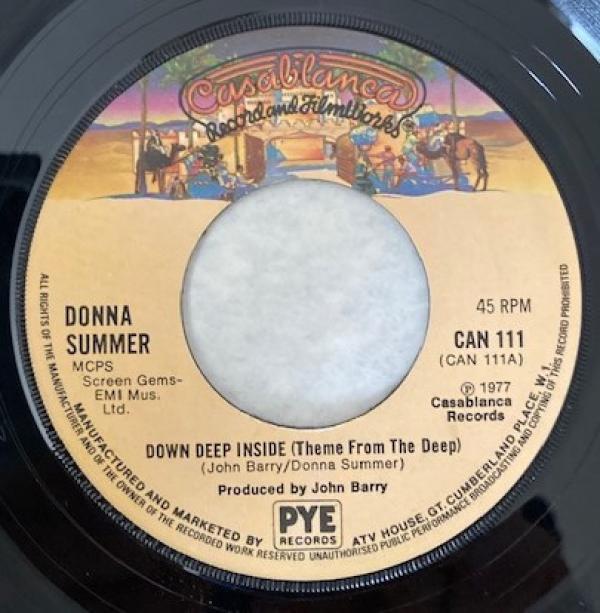 Casablanca
Record and FilmWorks
DONNA
SUMMER
MCPS
Screen Gems-
EMI Mus.
Ltd.
45 RPM
CAN 111
(CAN 111A)
℗ 1977
Casablanca
Records
DOWN DEEP INSIDE (Theme From The Deep)
(John Barry/Donna Summer)
Produced by John Barry
PYE
RECORDS
MANUFACTURED AND MARKETED BY
ATV HOUSE, GT. CUMBERLAND PLACE, W.1.
ALL RIGHTS OF THE MANUFACTURER AND OF THE OWNER OF THE RECORDED WORK RESERVED UNAUTHORISED PUBLIC PERFORMANCE BROADCASTING AND COPYING OF THIS RECORD PROHIBITED